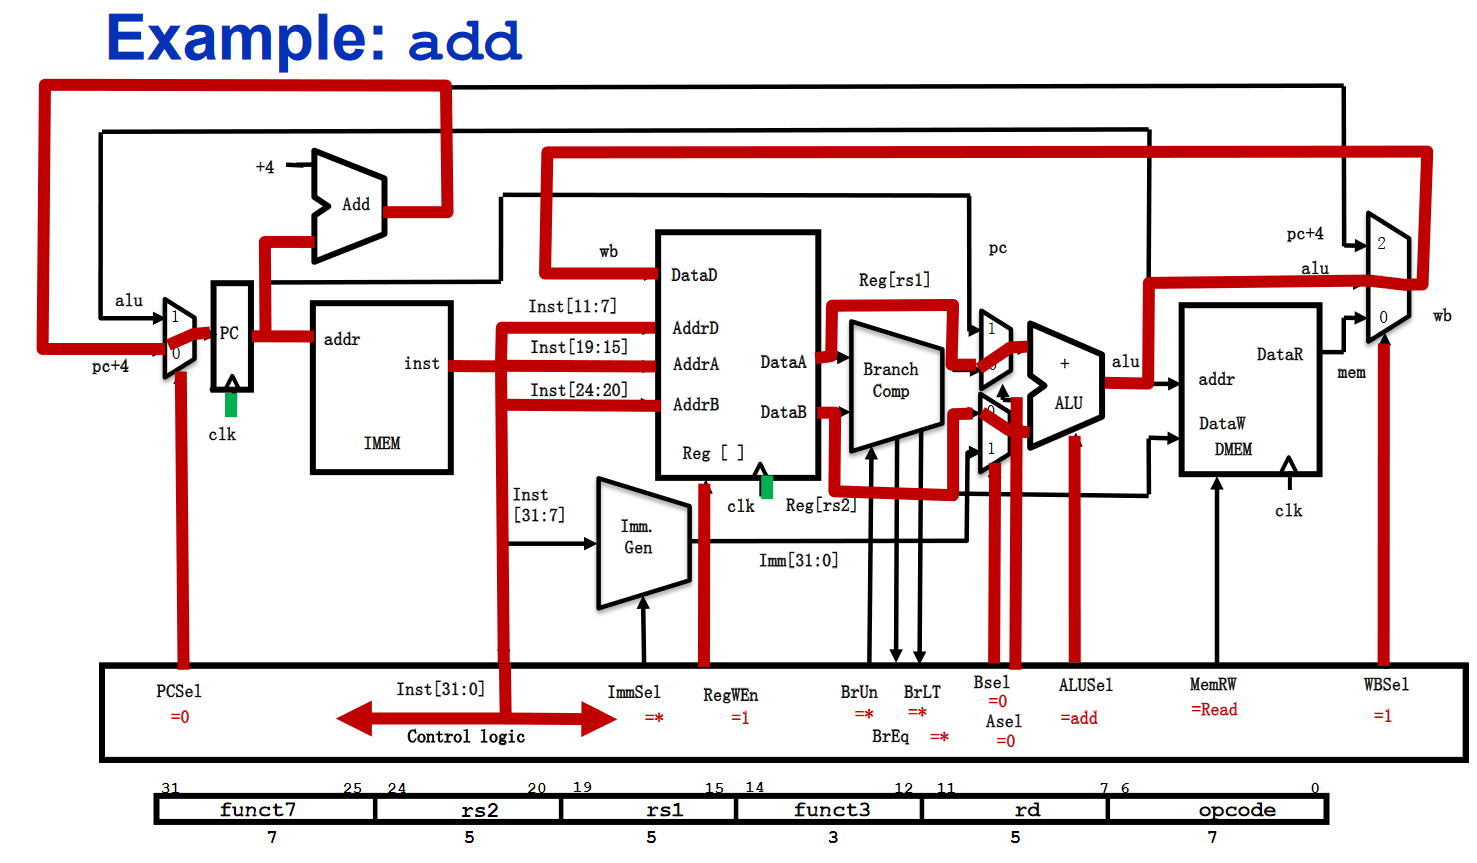 Example: add
+4
Add
pc+4
2
alu
alu
1
0
pc+4
PC
clk
addr
inst
IMEM
wb
Inst[11:7]
Inst[19:15]
Inst[24:20]
DataD
AddrD
AddrA
AddrB
DataA
DataB
Reg [ ]
clk
Reg[rs1]
Reg[rs2]
Branch
Comp
pc
1
0
0
1
+
ALU
alu
addr
DataW
DMEM
DataR
clk
mem
0
wb
Inst
[31:7]
Imm.
Gen
Imm[31:0]
PCSel
=0
Inst[31:0]
Control logic
ImmSel
=*
RegWEn
=1
BrUn
=*
BrLT
=*
BrEq
=*
Bsel
=0
Asel
=0
ALUSel
=add
MemRW
=Read
WBSel
=1
31 25 24 20 19 15 14 12 11 7 6 0
funct7 rs2 rs1 funct3 rd opcode
7 5 5 3 5 7